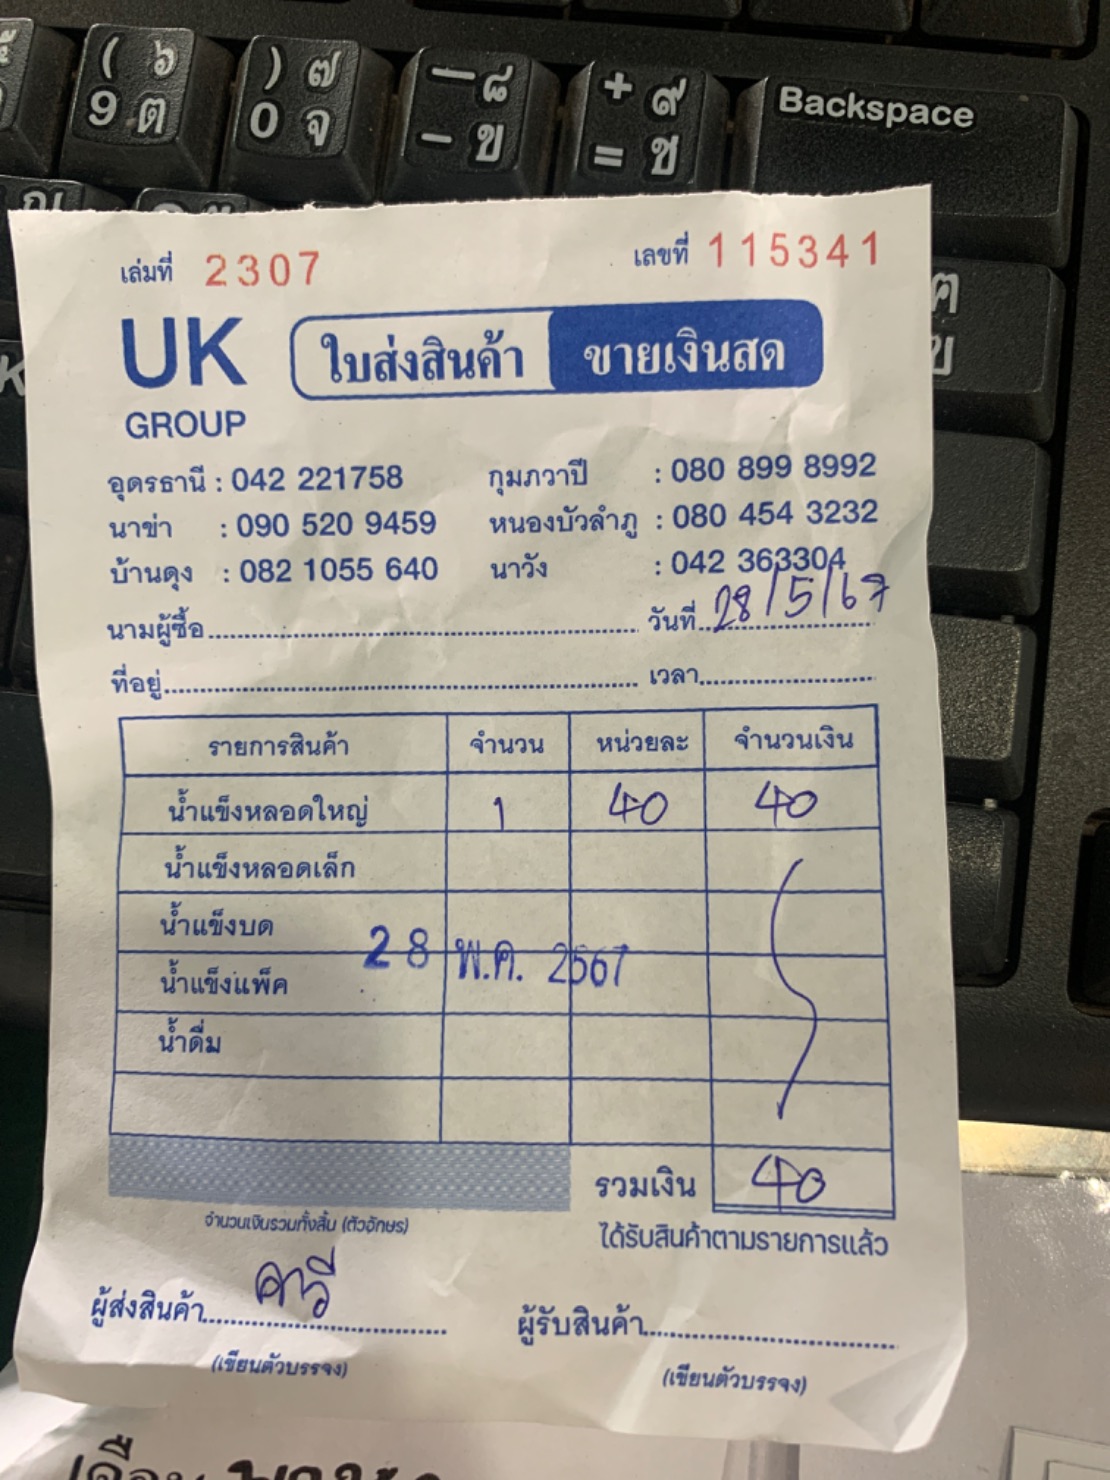 ( ๖
9 ต
) ๗
0 จ
— ๘
- ข
+ ๙
= ช
Backspace
เล่มที่ 2307
เลขที่ 115341
UK
GROUP
ใบส่งสินค้า ขายเงินสด
อุดรธานี : 042 221758 กุมภวาปี : 080 899 8992
นาข่า : 090 520 9459 หนองบัวลำภู : 080 454 3232
บ้านดุง : 082 1055 640 นาวัง : 042 363304
นามผู้ซื้อ วันที่ 28/5/67
ที่อยู่ เวลา
รายการสินค้า จำนวน หน่วยละ จำนวนเงิน
น้ำแข็งหลอดใหญ่ 1 40 40
น้ำแข็งหลอดเล็ก
น้ำแข็งบด
28 พ.ค. 2567
น้ำแข็งแพ็ค
น้ำดื่ม
รวมเงิน 40
จำนวนเงินรวมทั้งสิ้น (ตัวอักษร)
ได้รับสินค้าตามรายการแล้ว
ผู้ส่งสินค้า ศาวี ผู้รับสินค้า
(เขียนตัวบรรจง) (เขียนตัวบรรจง)
เดือน